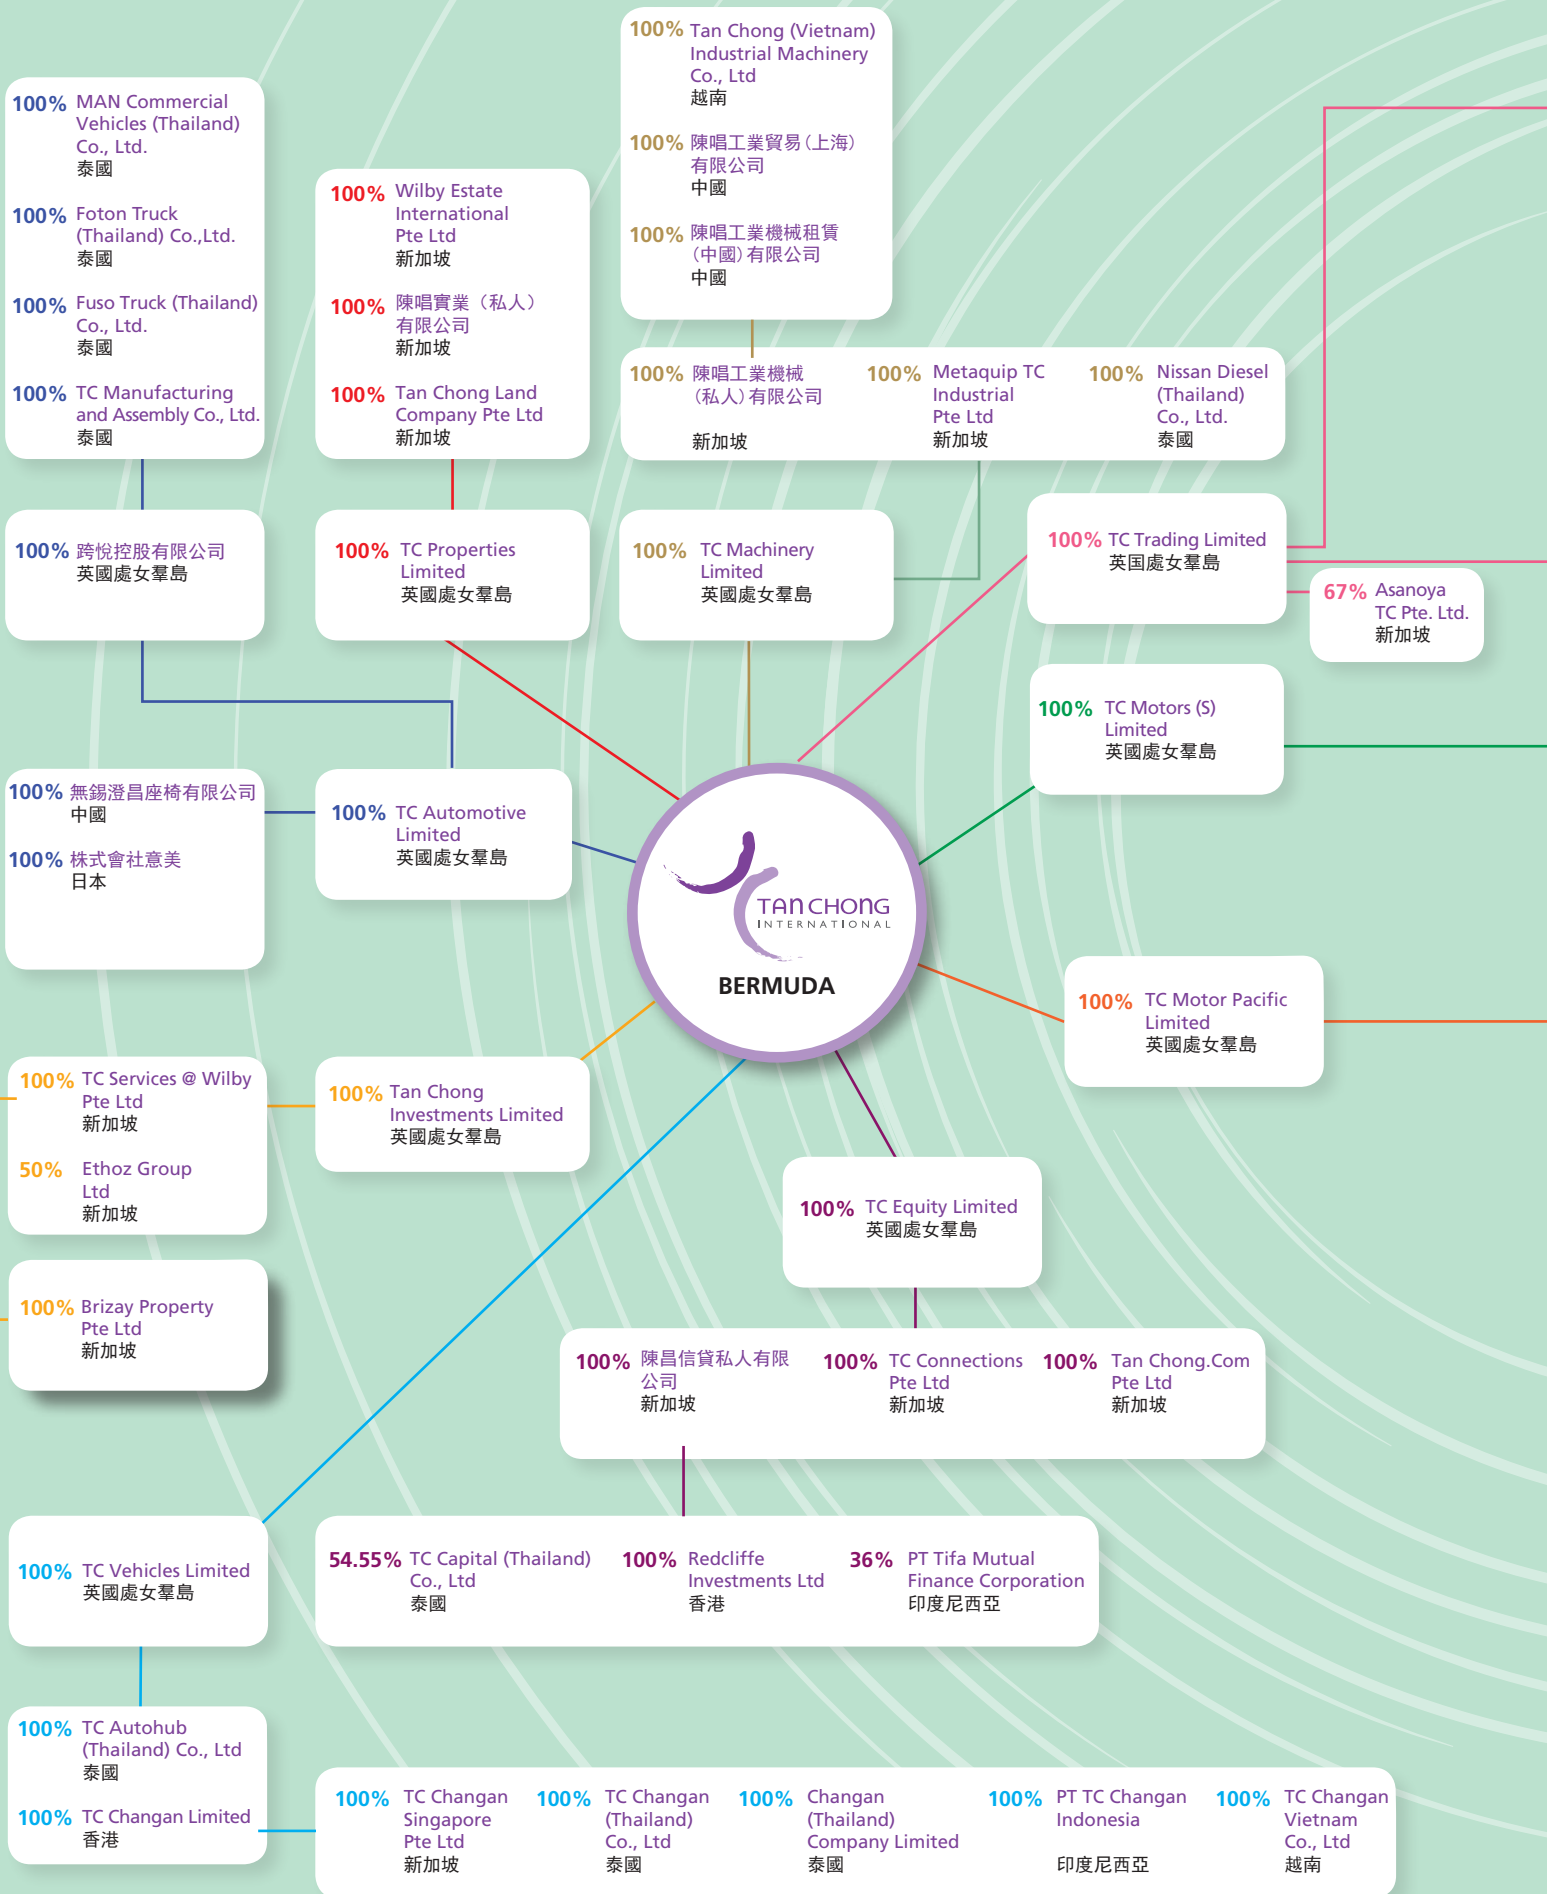 100% Tan Chong (Vietnam)
Industrial Machinery
Co., Ltd
越南
100% 陳唱工業貿易（上海）
有限公司
中國
100% 陳唱工業機械租賃
（中國）有限公司
中國
100% MAN Commercial
Vehicles (Thailand)
Co., Ltd.
泰國
100% Foton Truck
(Thailand) Co.,Ltd.
泰國
100% Fuso Truck (Thailand)
Co., Ltd.
泰國
100% TC Manufacturing
and Assembly Co., Ltd.
泰國
100% Wilby Estate
International
Pte Ltd
新加坡
100% 陳唱實業（私人）
有限公司
新加坡
100% Tan Chong Land
Company Pte Ltd
新加坡
100% 陳唱工業機械
（私人）有限公司
新加坡
100% Metaquip TC
Industrial
Pte Ltd
新加坡
100% Nissan Diesel
(Thailand)
Co., Ltd.
泰國
100% 跨悅控股有限公司
英國處女羣島
100% TC Properties
Limited
英國處女羣島
100% TC Machinery
Limited
英國處女羣島
100% TC Trading Limited
英国處女羣島
67% Asanoya
TC Pte. Ltd.
新加坡
100% TC Motors (S)
Limited
英國處女羣島
100% 無錫澄昌座椅有限公司
中國
100% 株式會社意美
日本
100% TC Automotive
Limited
英國處女羣島
TAN CHONG
INTERNATIONAL
BERMUDA
100% TC Motor Pacific
Limited
英國處女羣島
100% TC Services @ Wilby
Pte Ltd
新加坡
50% Ethoz Group
Ltd
新加坡
100% Tan Chong
Investments Limited
英國處女羣島
100% TC Equity Limited
英國處女羣島
100% Brizay Property
Pte Ltd
新加坡
100% 陳昌信貸私人有限
公司
新加坡
100% TC Connections
Pte Ltd
新加坡
100% Tan Chong.Com
Pte Ltd
新加坡
100% TC Vehicles Limited
英國處女羣島
54.55% TC Capital (Thailand)
Co., Ltd
泰國
100% Redcliffe
Investments Ltd
香港
36% PT Tifa Mutual
Finance Corporation
印度尼西亞
100% TC Autohub
(Thailand) Co., Ltd
泰國
100% TC Changan Limited
香港
100% TC Changan
Singapore
Pte Ltd
新加坡
100% TC Changan
(Thailand)
Co., Ltd
泰國
100% Changan
(Thailand)
Company Limited
泰國
100% PT TC Changan
Indonesia
印度尼西亞
100% TC Changan
Vietnam
Co., Ltd
越南